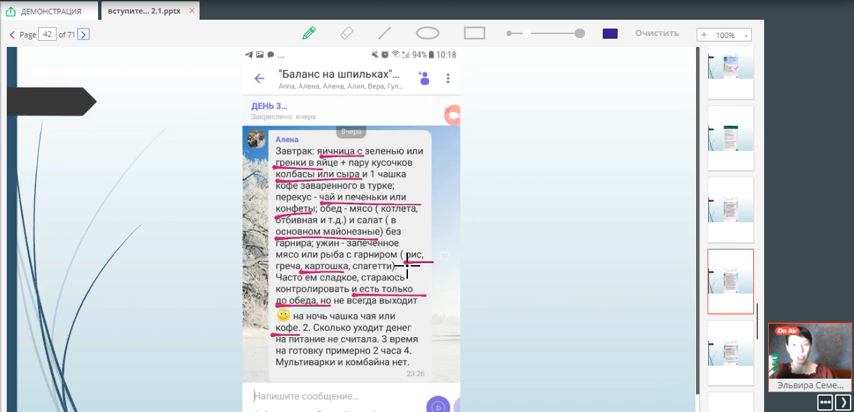 ДЕМОНСТРАЦИЯ
вступите... 2.1.pptx
Page 42 of 71
Очистить
100%
94% 10:18
"Баланс на шпильках"...
Anna, Алена, Алена, Алия, Вера, Гул...
ДЕНЬ 3...
Закреплено: вчера
Вчера
Алена
Завтрак: яичница с зеленью или
гренки в яйце + пару кусочков
колбасы или сыра и 1 чашка
кофе заваренного в турке;
перекус - чай и печеньки или
конфеты; обед - мясо ( котлета,
отбивная и т.д.) и салат ( в
основном майонезные) без
гарнира; ужин - запечённое
мясо или рыба с гарниром ( рис,
греча, картошка, спагетти).
Часто ем сладкое, стараюсь
контролировать и есть только
до обеда, но не всегда выходит
на ночь чашка чая или
кофе. 2. Сколько уходит денег
на питание не считала. 3 время
на готовку примерно 2 часа 4.
Мультиварки и комбайна нет.
23:26
Напишите сообщение...
On Air
Эльвира Семе...